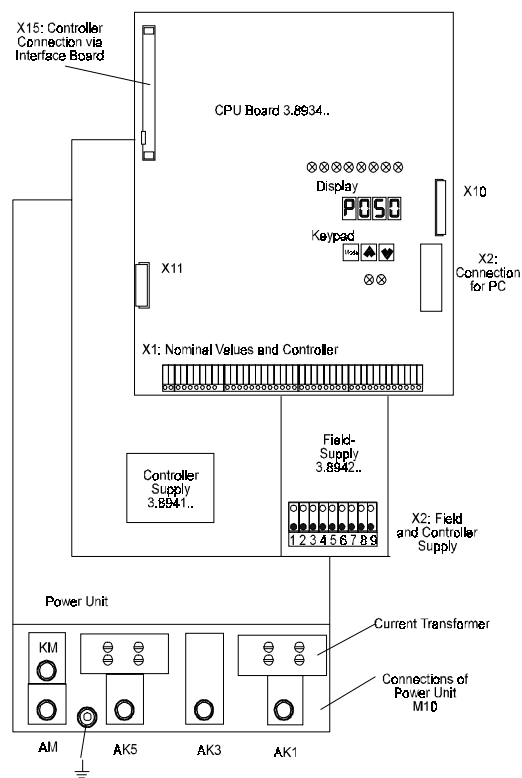 X15: Controller
Connection via
Interface Board
CPU Board 3.8934..
Display
P050
X10
Keypad
Mode
X2:
Connection
for PC
X11
X1: Nominal Values and Controller
Field-
Supply
3.8942..
Controller
Supply
3.8941..
1 2 3 4 5 6 7 8 9
X2: Field
and Controller
Supply
Power Unit
Current Transformer
KM
Connections of
Power Unit
M10
AM
AK5
AK3
AK1